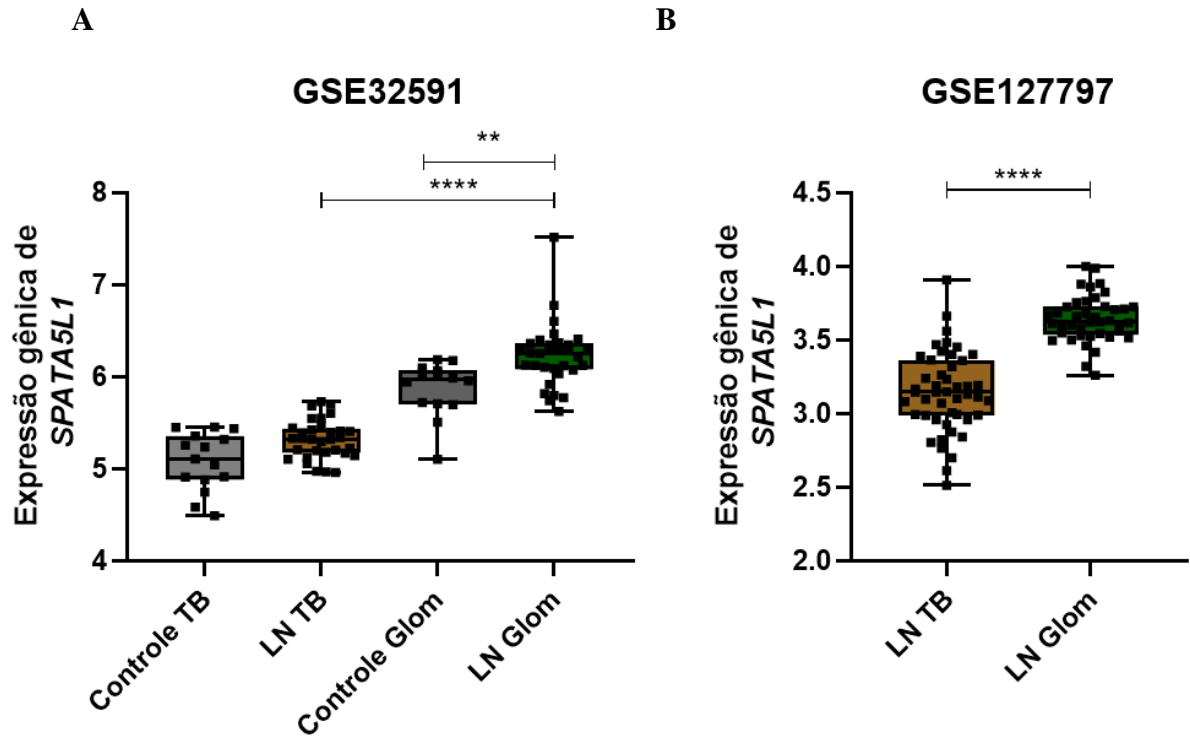 A
GSE32591
**
****
Expressão gênica de
SPATA5L1
8
7
6
5
4
Controle TB
LN TB
Controle Glom
LN Glom
B
GSE127797
****
Expressão gênica de
SPATA5L1
4.5
4.0
3.5
3.0
2.5
2.0
LN TB
LN Glom